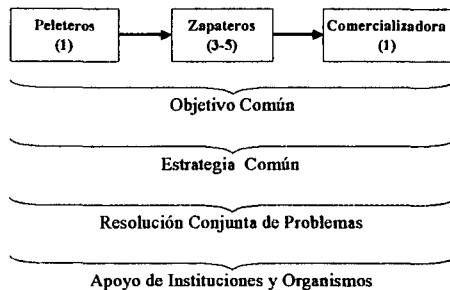 Peleteros
(1)
Zapateros
(3-5)
Comercializadora
(1)
Objetivo Común
Estrategia Común
Resolución Conjunta de Problemas
Apoyo de Instituciones y Organismos